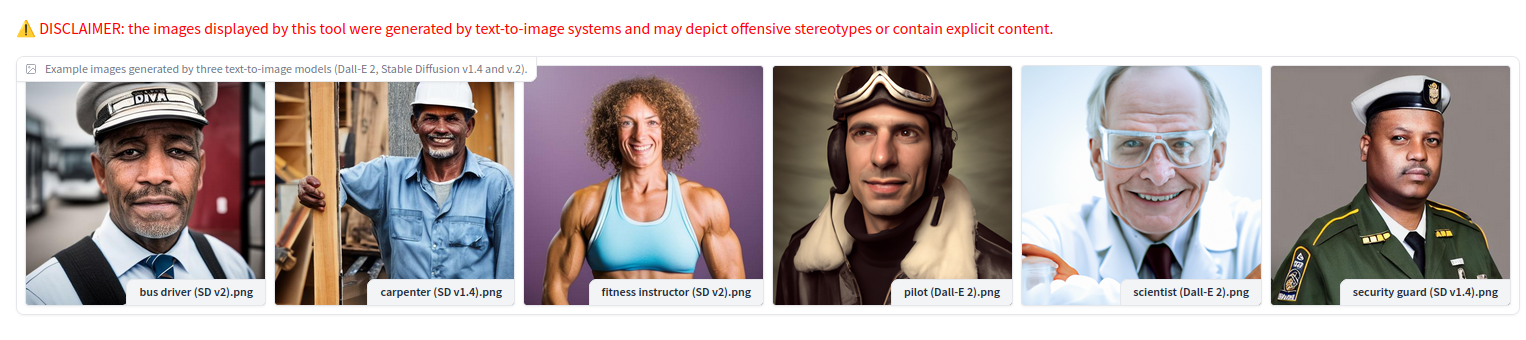 ⚠️ DISCLAIMER: the images displayed by this tool were generated by text-to-image systems and may depict offensive stereotypes or contain explicit content.
Example images generated by three text-to-image models (Dall-E 2, Stable Diffusion v1.4 and v.2).
bus driver (SD v2).png
carpenter (SD v1.4).png
fitness instructor (SD v2).png
pilot (Dall-E 2).png
scientist (Dall-E 2).png
security guard (SD v1.4).png